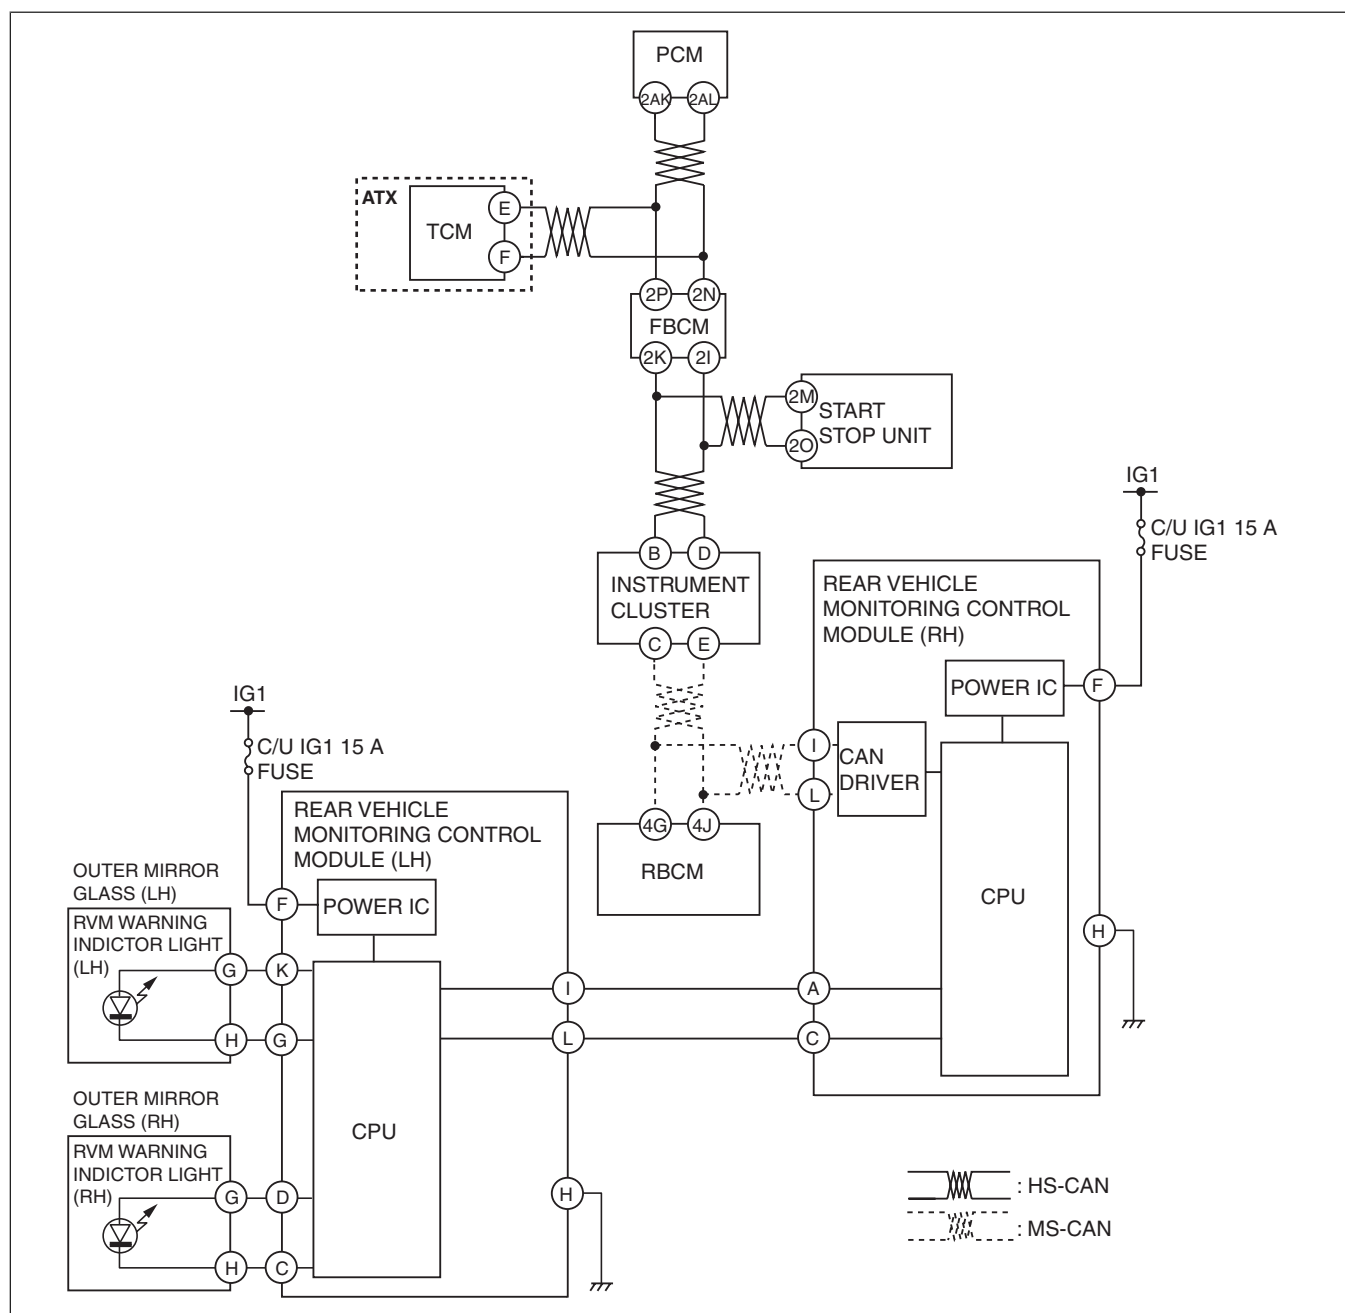 PCM
2AK 2AL
ATX
TCM
E
F
2P 2N
FBCM
2K 2I
2M
START
STOP UNIT
2O
IG1
C/U IG1 15 A
FUSE
B D
INSTRUMENT
CLUSTER
C E
REAR VEHICLE
MONITORING CONTROL
MODULE (RH)
POWER IC
F
I
CAN
DRIVER
L
CPU
H
A
C
4G 4J
RBCM
IG1
C/U IG1 15 A
FUSE
REAR VEHICLE
MONITORING CONTROL
MODULE (LH)
F
POWER IC
OUTER MIRROR
GLASS (LH)
RVM WARNING
INDICTOR LIGHT
(LH)
G K
H G
I
L
CPU
OUTER MIRROR
GLASS (RH)
RVM WARNING
INDICTOR LIGHT
(RH)
G D
H C
H
: HS-CAN
: MS-CAN